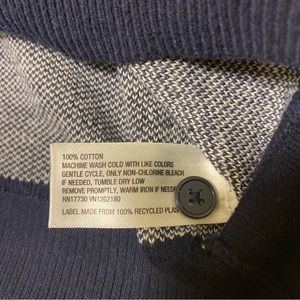 100% COTTON
MACHINE WASH COLD WITH LIKE COLORS
GENTLE CYCLE, ONLY NON-CHLORINE BLEACH
IF NEEDED, TUMBLE DRY LOW
REMOVE PROMPTLY, WARM IRON IF NEEDED
RN17730 VN1262180
LABEL MADE FROM 100% RECYCLED